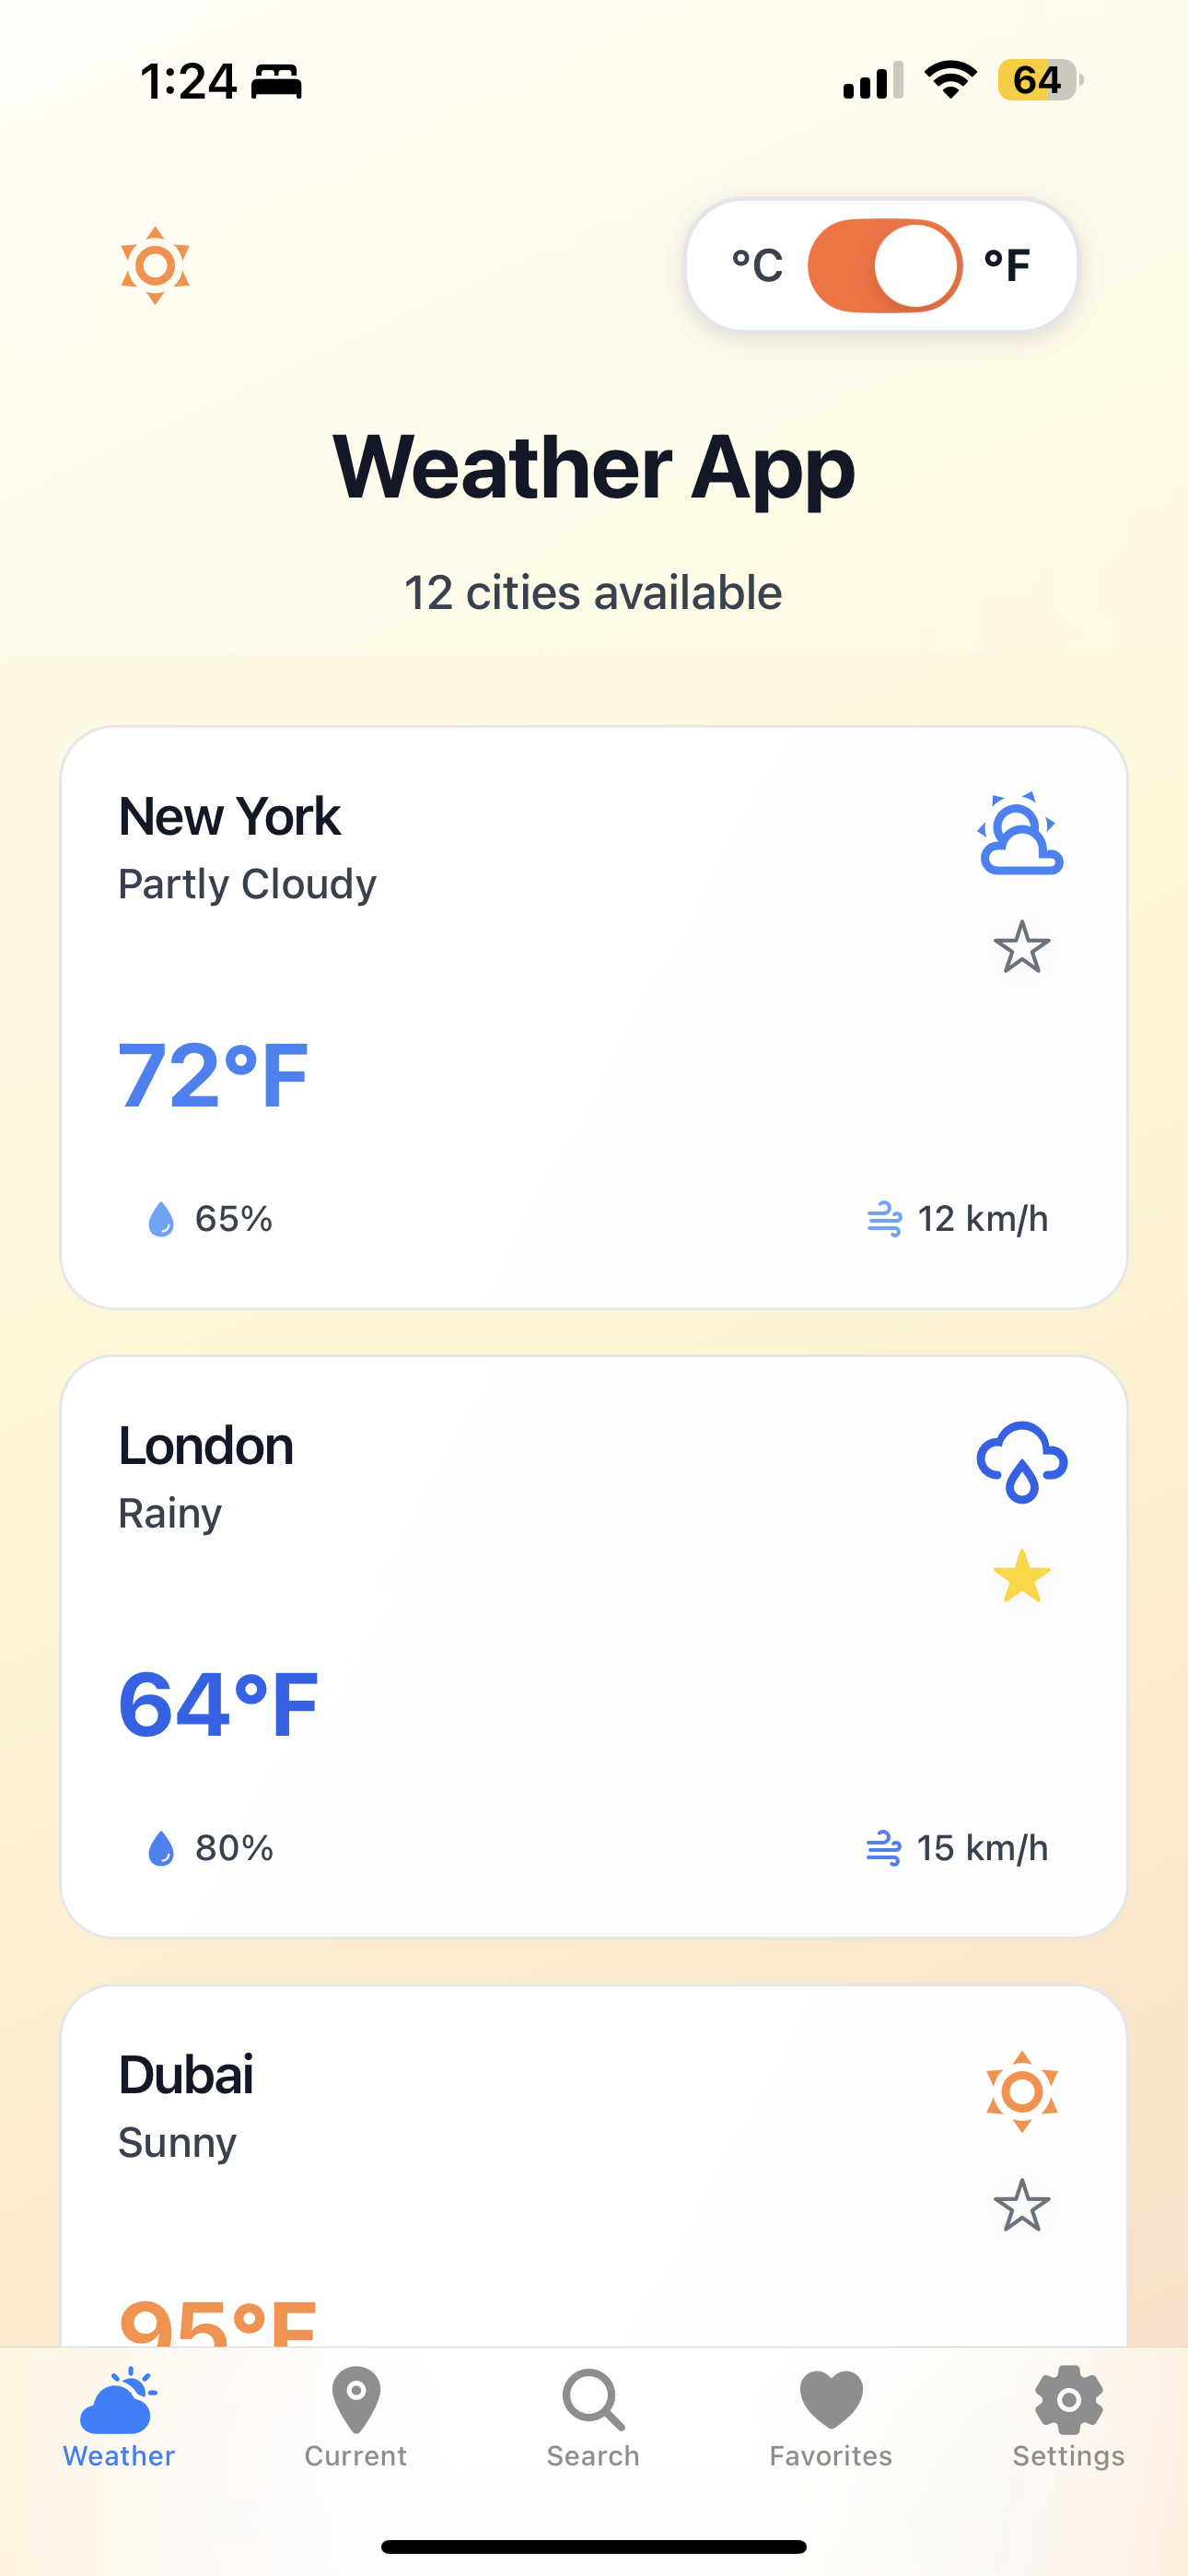 1:24
64
°C °F
Weather App
12 cities available
New York
Partly Cloudy
72°F
65% 12 km/h
London
Rainy
64°F
80% 15 km/h
Dubai
Sunny
95°F
Weather Current Search Favorites Settings